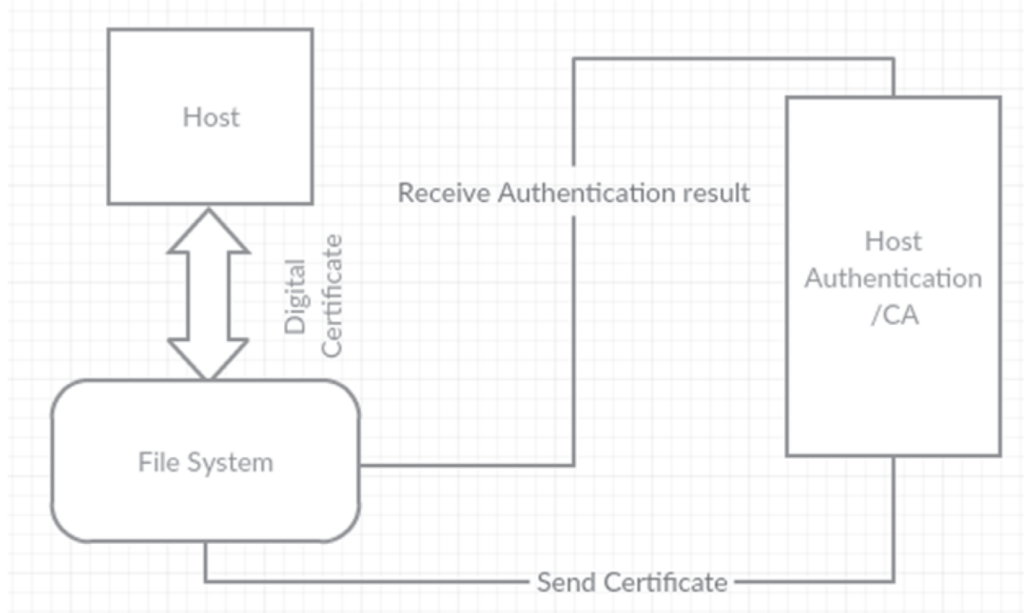 Host
Receive Authentication result
Host
Authentication
/CA
Digital
Certificate
File System
Send Certificate